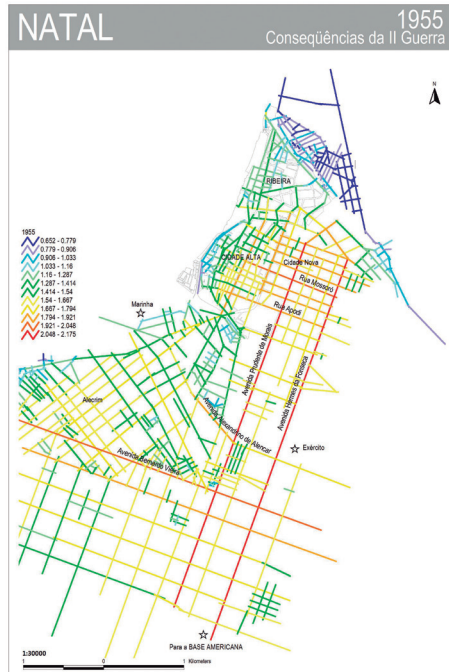 NATAL
1955
Conseqüências da II Guerra
N
RIBEIRA
1955
0.652 - 0.779
0.779 - 0.906
0.906 - 1.033
1.033 - 1.16
1.16 - 1.287
1.287 - 1.414
1.414 - 1.54
1.54 - 1.667
1.667 - 1.794
1.794 - 1.921
1.921 - 2.048
2.048 - 2.175
CIDADE ALTA
Cidade Nova
Rua Mossoró
Rua Apodi
Marinha
Avenida Prudente de Morais
Avenida Hermes da Fonseca
Alecrim
Avenida Alexandrino de Alencar
Exército
Avenida Bernardo Vieira
Para a BASE AMERICANA
1:30000
1 0 1 Kilometers